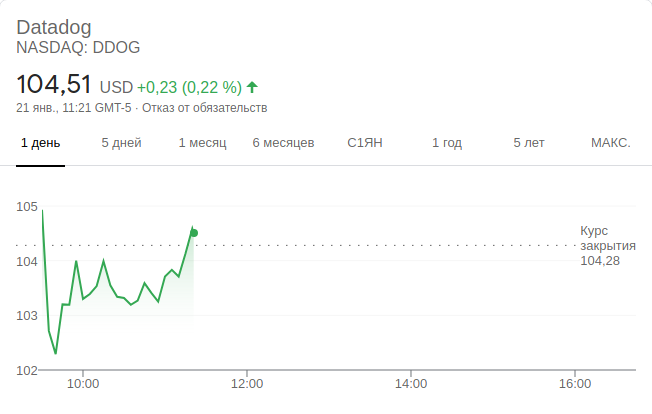 Datadog
NASDAQ: DDOG
104,51 USD +0,23 (0,22 %)
21 янв., 11:21 GMT-5 · Отказ от обязательств
1 день 5 дней 1 месяц 6 месяцев С1ЯН 1 год 5 лет МАКС.
105
104
103
102
Курс
закрытия
104,28
10:00 12:00 14:00 16:00